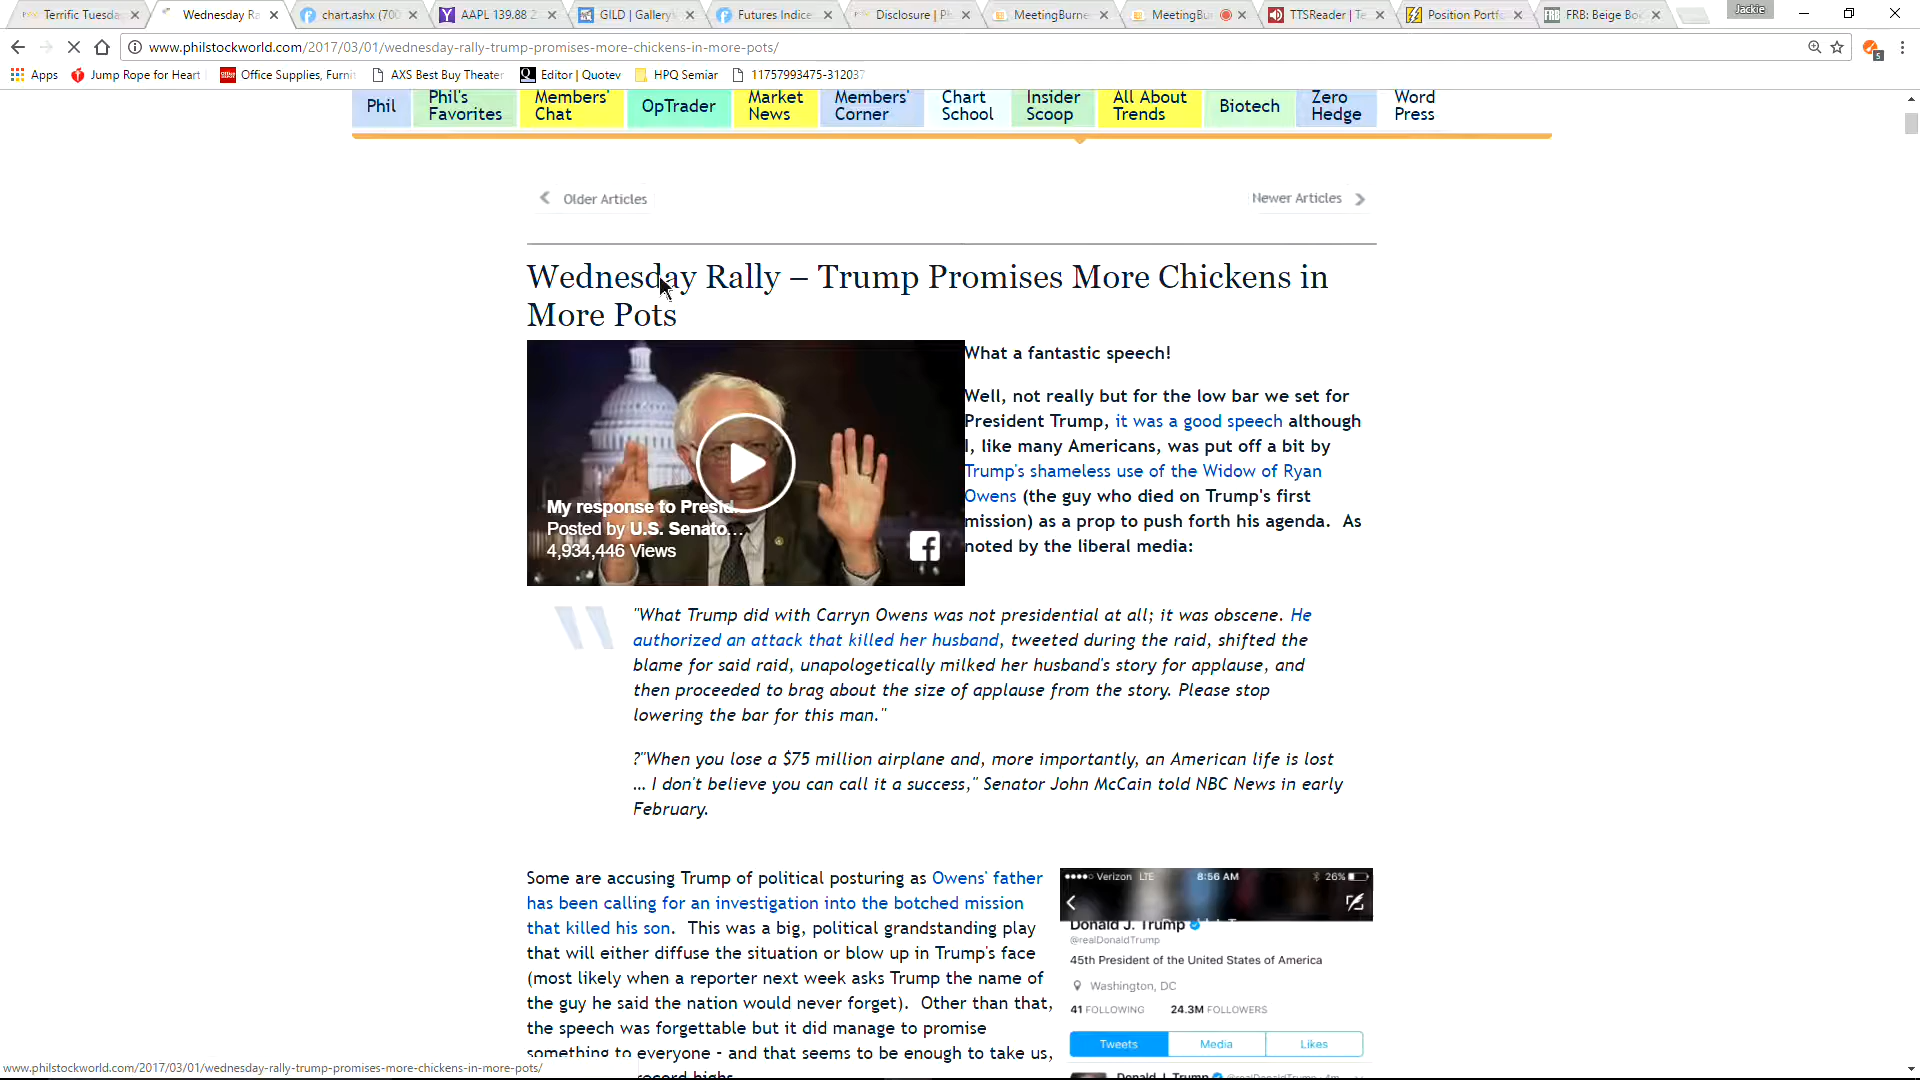 Terrific Tuesda
Wednesday Ra
chart.ashx (700
AAPL 139.88 2
GILD | Gallery
Futures Indice
Disclosure | Ph
MeetingBurne
MeetingBu
TTSReader | Te
Position Portfo
FRB: Beige Boo
Jackie
www.philstockworld.com/2017/03/01/wednesday-rally-trump-promises-more-chickens-in-more-pots/
5
Apps
Jump Rope for Heart
Office Supplies, Furnit
AXS Best Buy Theater
Editor | Quotev
HPQ Semiar
11757993475-312037
Phil
Phil's Favorites
Members' Chat
OpTrader
Market News
Members' Corner
Chart School
Insider Scoop
All About Trends
Biotech
Zero Hedge
Word Press
Older Articles
Newer Articles
Wednesday Rally – Trump Promises More Chickens in
More Pots
My response to Presid...
Posted by U.S. Senato...
4,934,446 Views
What a fantastic speech!
Well, not really but for the low bar we set for
President Trump, it was a good speech although
I, like many Americans, was put off a bit by
Trump's shameless use of the Widow of Ryan
Owens (the guy who died on Trump's first
mission) as a prop to push forth his agenda. As
noted by the liberal media:
"What Trump did with Carryn Owens was not presidential at all; it was obscene. He
authorized an attack that killed her husband, tweeted during the raid, shifted the
blame for said raid, unapologetically milked her husband's story for applause, and
then proceeded to brag about the size of applause from the story. Please stop
lowering the bar for this man."
?"When you lose a $75 million airplane and, more importantly, an American life is lost
... I don't believe you can call it a success," Senator John McCain told NBC News in early
February.
Some are accusing Trump of political posturing as Owens' father
has been calling for an investigation into the botched mission
that killed his son. This was a big, political grandstanding play
that will either diffuse the situation or blow up in Trump's face
(most likely when a reporter next week asks Trump the name of
the guy he said the nation would never forget). Other than that,
the speech was forgettable but it did manage to promise
something to everyone - and that seems to be enough to take us,
record highs
Verizon LTE
8:56 AM
26%
Donald J. Trump
@realDonaldTrump
45th President of the United States of America
Washington, DC
41 FOLLOWING
24.3M FOLLOWERS
Tweets
Media
Likes
Donald J. Trump @realDonaldTrump · 4m
www.philstockworld.com/2017/03/01/wednesday-rally-trump-promises-more-chickens-in-more-pots/